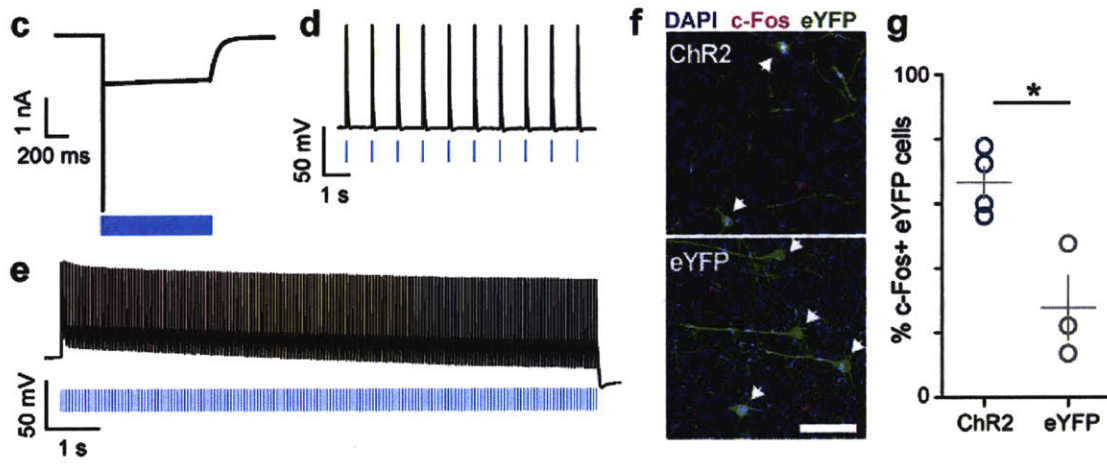 c
1 nA
200 ms
d
50 mV
1 s
e
50 mV
1 s
f
DAPI c-Fos eYFP
ChR2
eYFP
g
% c-Fos+ eYFP cells
100
*
0
ChR2 eYFP